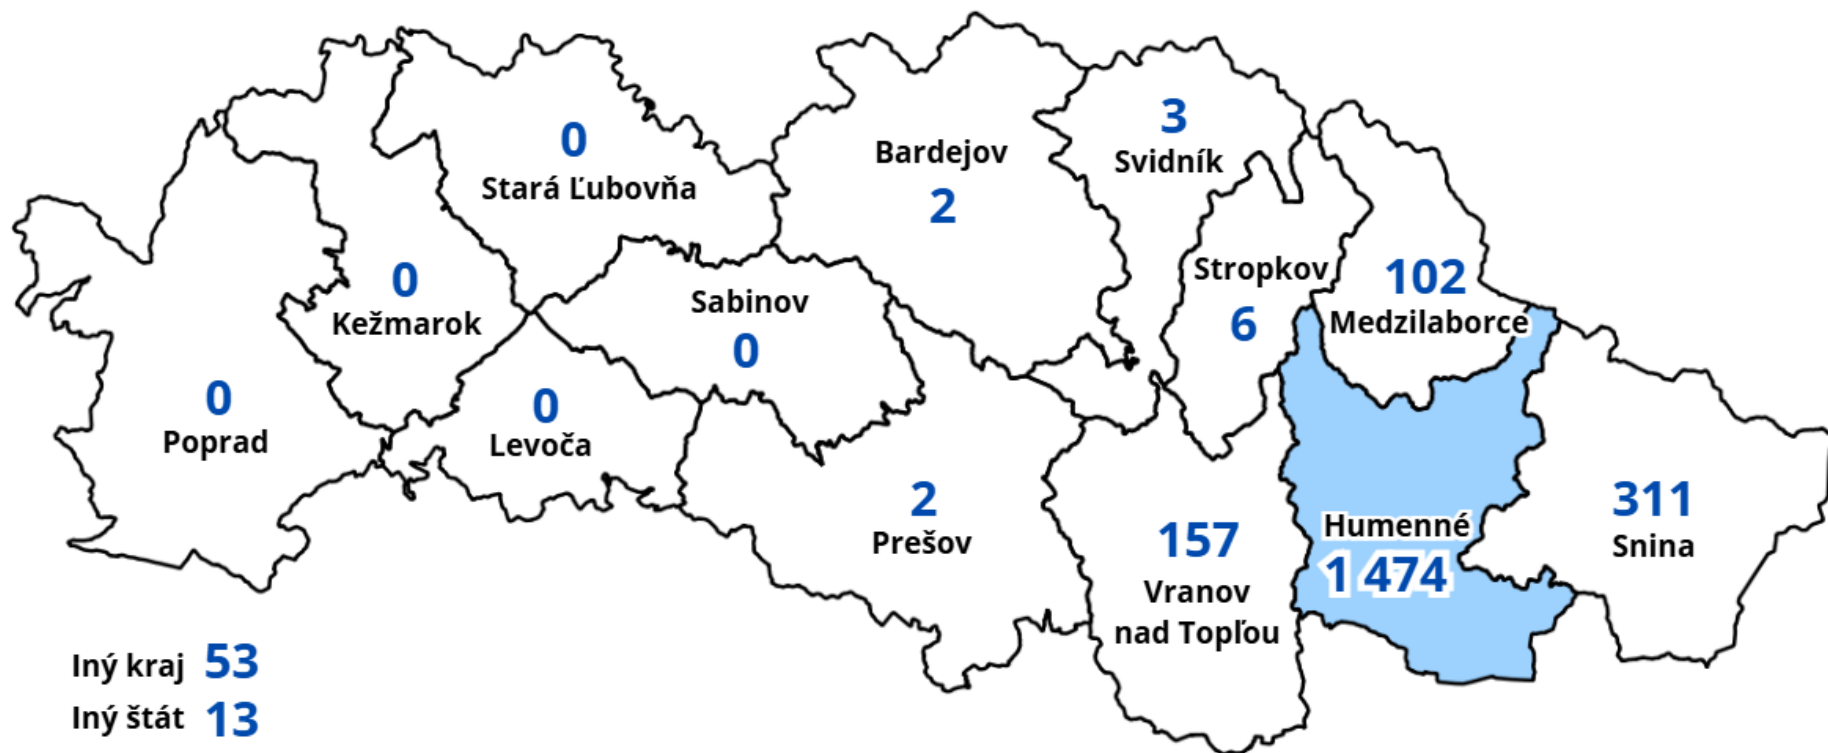 0
Stará Ľubovňa
Bardejov
2
3
Svidník
0
Kežmarok
Sabinov
0
Stropkov
6
102
Medzilaborce
0
Poprad
0
Levoča
2
Prešov
157
Vranov
nad Topľou
Humenné
1 474
311
Snina
Iný kraj 53
Iný štát 13